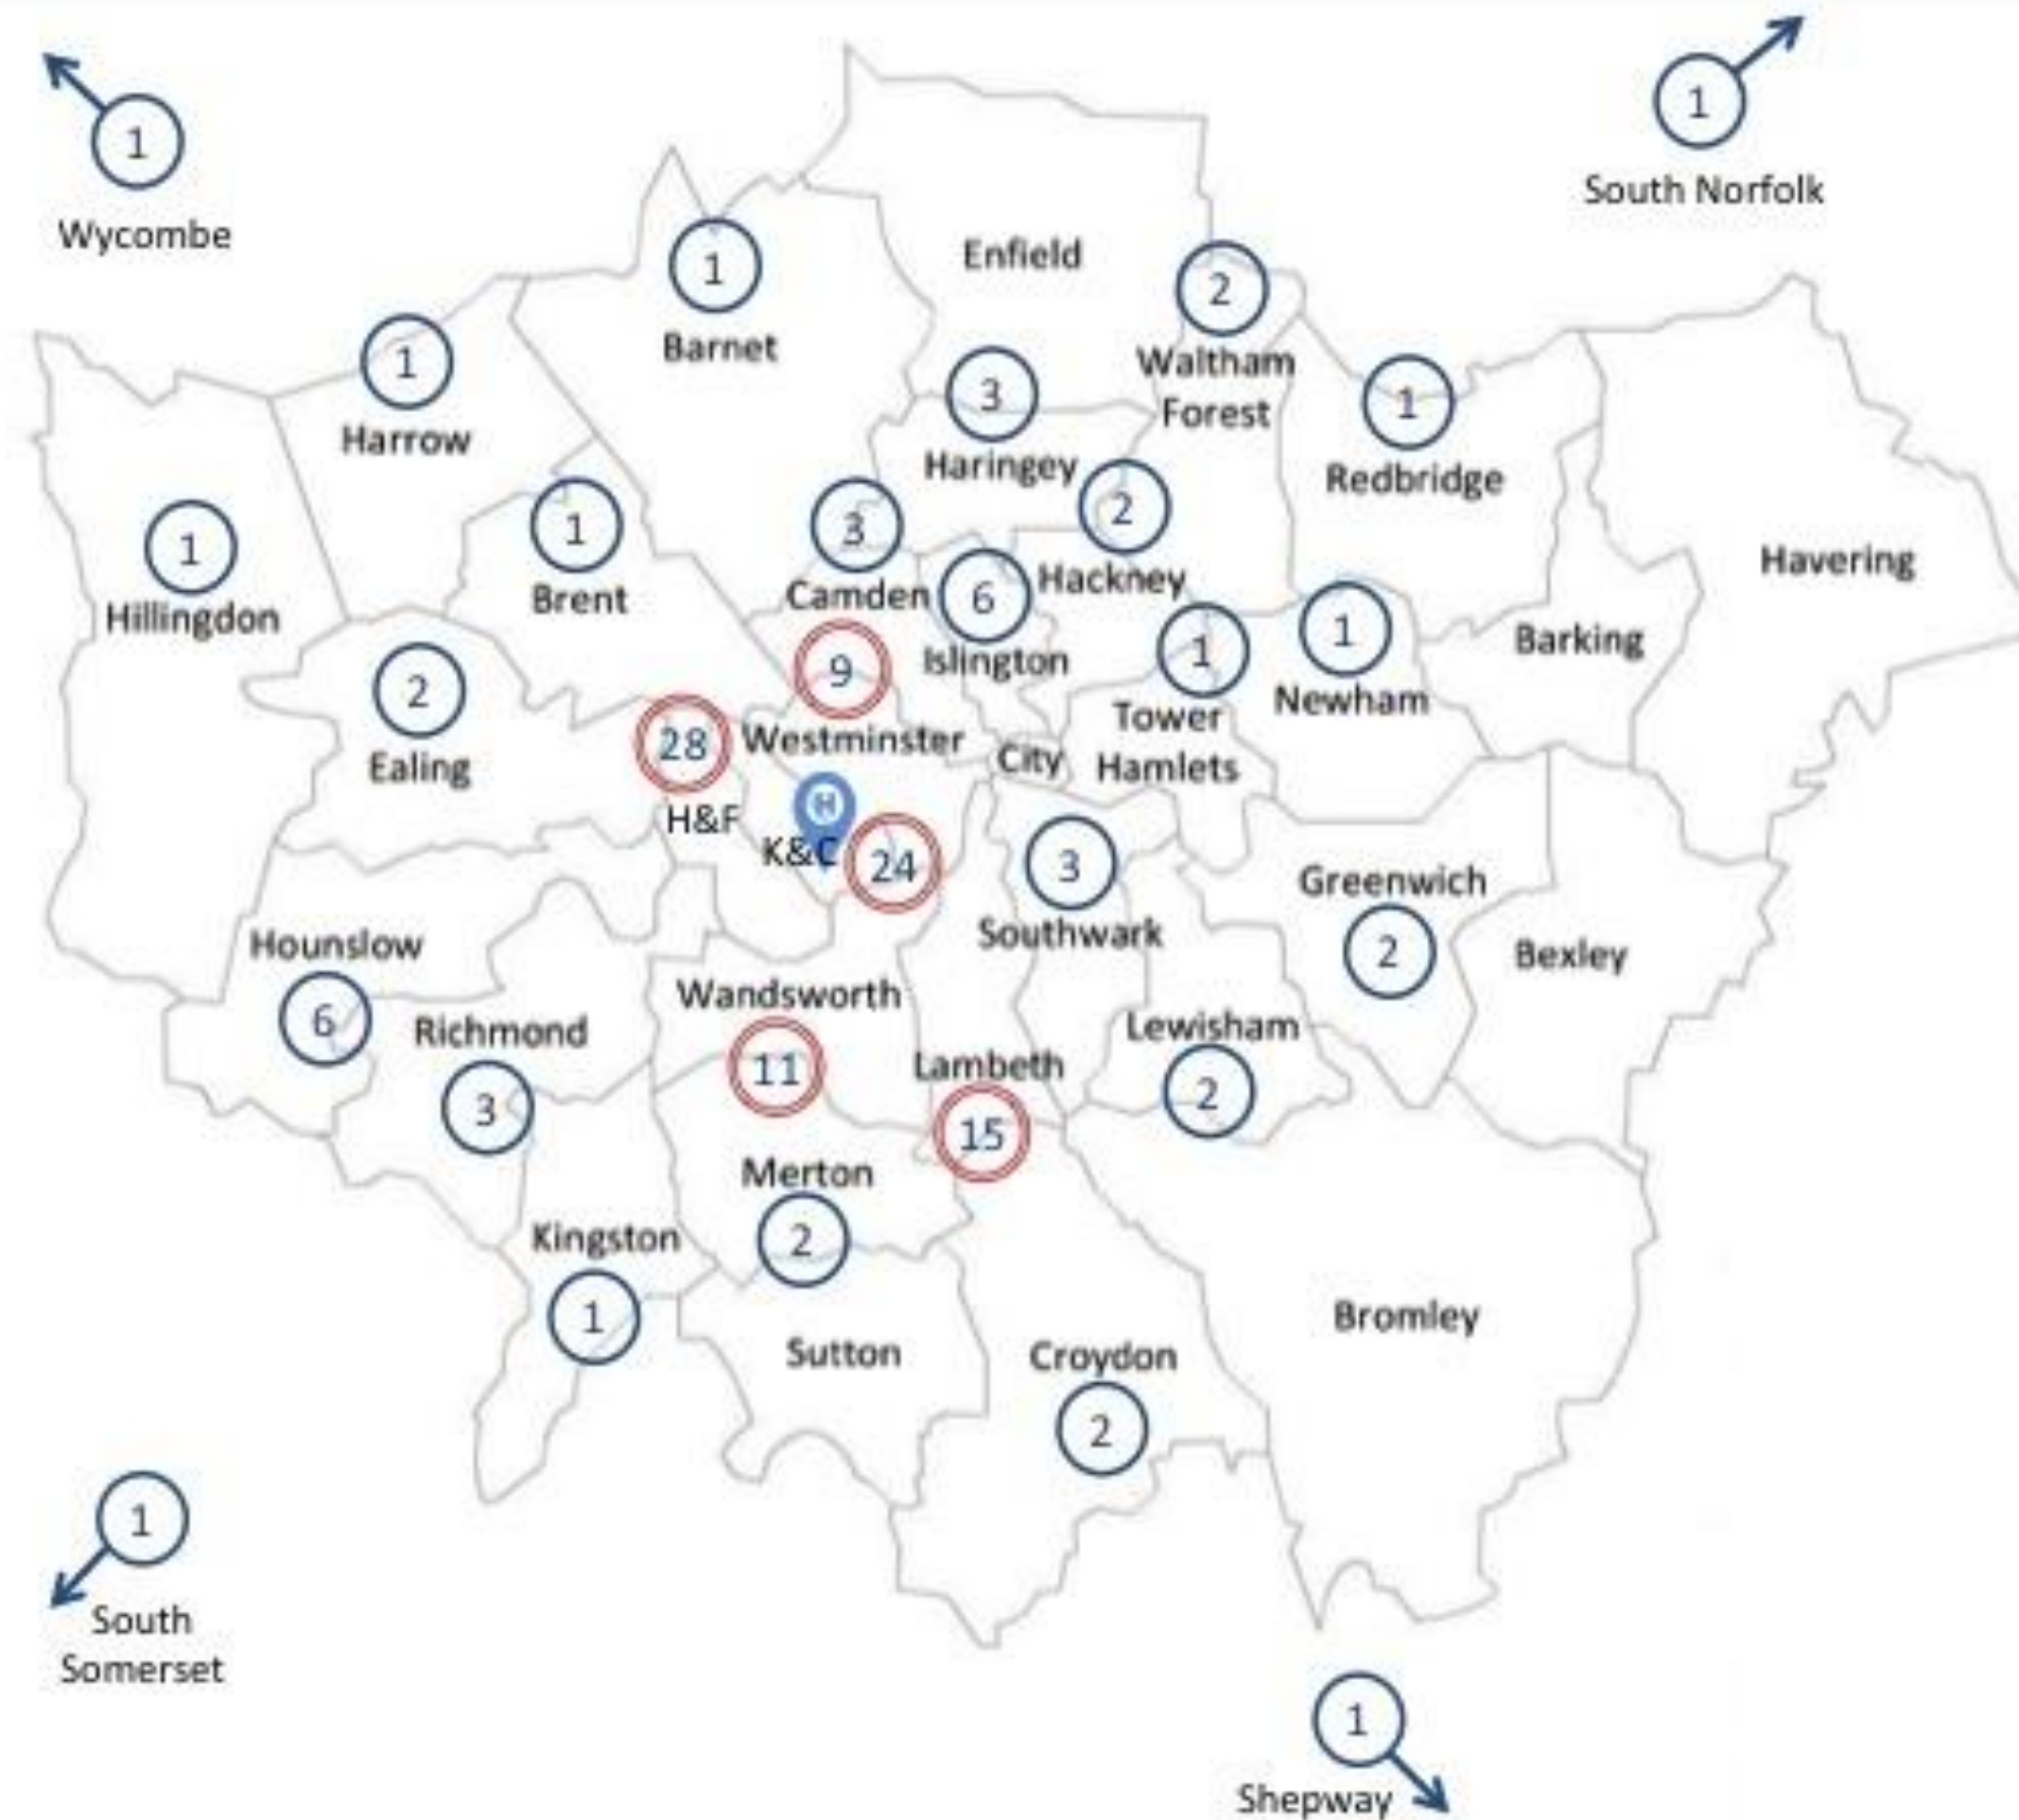 1
Wycombe
1
South Norfolk
1
Barnet
Enfield
2
Waltham
Forest
1
Harrow
3
Haringey
1
Redbridge
1
Hillingdon
1
Brent
3
Camden
2
Hackney
6
Islington
Havering
2
Ealing
28
H&F
9
Westminster
City
1
Tower
Hamlets
1
Newham
Barking
H
K&C
24
3
Southwark
Greenwich
2
Bexley
Hounslow
6
Richmond
3
Wandsworth
11
Lambeth
15
Lewisham
2
Merton
2
Kingston
1
Sutton
Croydon
2
Bromley
1
South
Somerset
1
Shepway